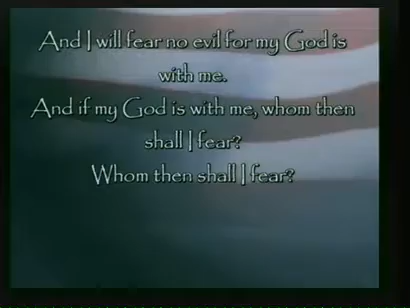 And I will fear no evil for my God is
with me.
And if my God is with me, whom then
shall I fear?
Whom then shall I fear?